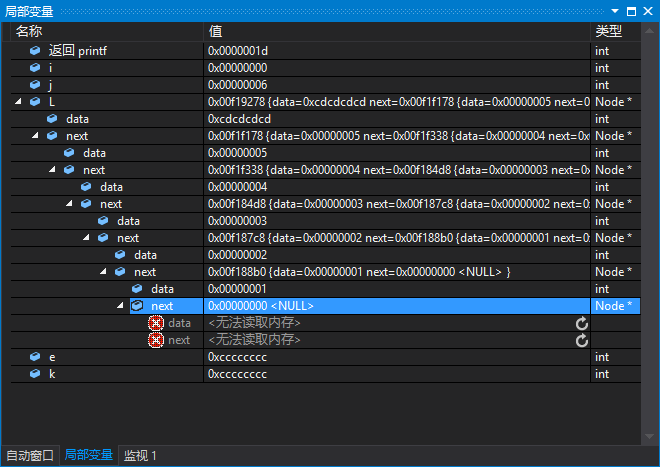 局部变量
名称 值 类型
返回 printf 0x0000001d int
i 0x00000000 int
j 0x00000006 int
L 0x00f19278 {data=0xcdcdcdcd next=0x00f1f178 {data=0x00000005 next=0 Node *
data 0xcdcdcdcd int
next 0x00f1f178 {data=0x00000005 next=0x00f1f338 {data=0x00000004 next=0x Node *
data 0x00000005 int
next 0x00f1f338 {data=0x00000004 next=0x00f184d8 {data=0x00000003 next=0x Node *
data 0x00000004 int
next 0x00f184d8 {data=0x00000003 next=0x00f187c8 {data=0x00000002 next=0x Node *
data 0x00000003 int
next 0x00f187c8 {data=0x00000002 next=0x00f188b0 {data=0x00000001 next=0x Node *
data 0x00000002 int
next 0x00f188b0 {data=0x00000001 next=0x00000000 <NULL> } Node *
data 0x00000001 int
next 0x00000000 <NULL> Node *
data <无法读取内存>
next <无法读取内存>
e 0xcccccccc int
k 0xcccccccc int
自动窗口 局部变量 监视 1